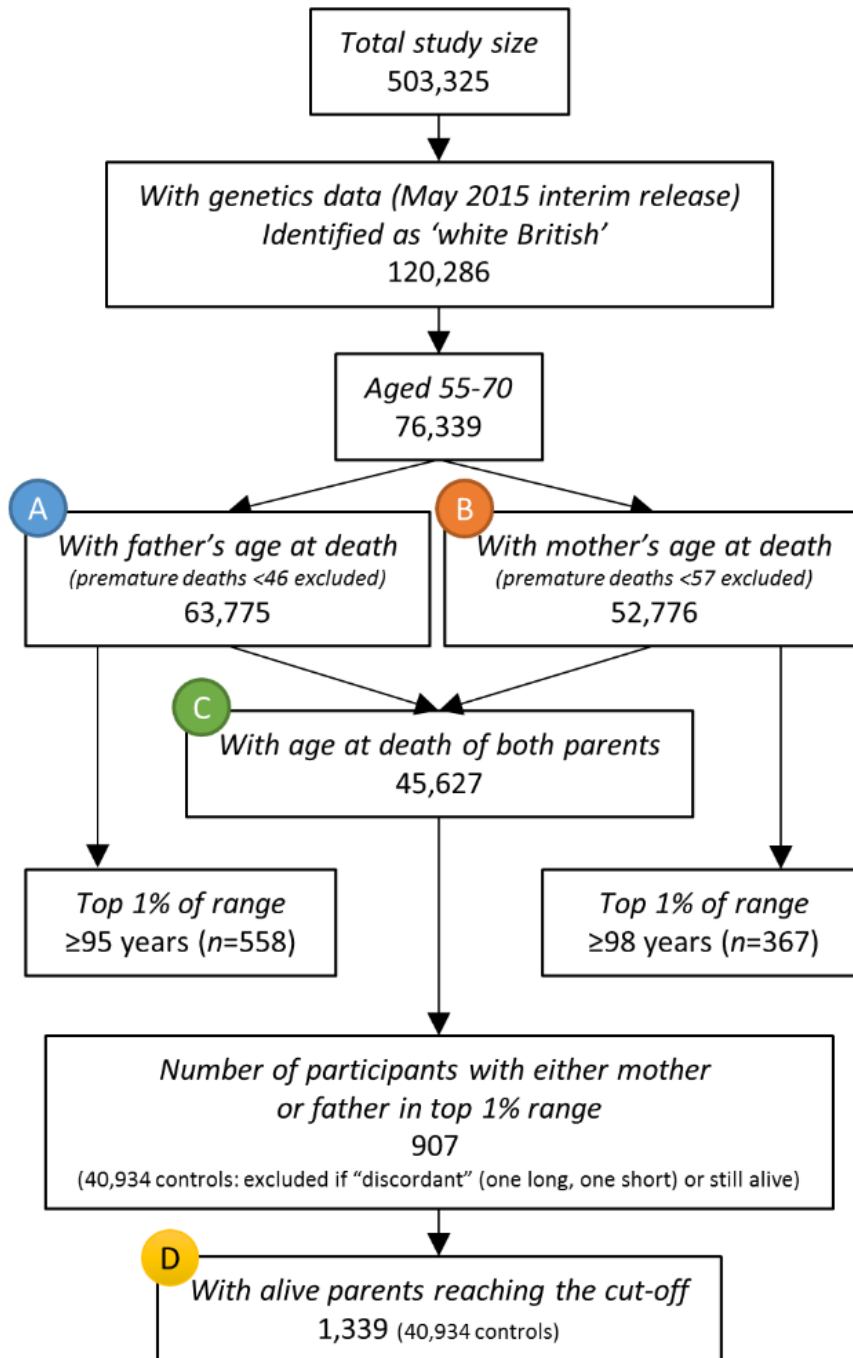 Total study size
503,325
With genetics data (May 2015 interim release)
Identified as ‘white British’
120,286
Aged 55-70
76,339
A
With father’s age at death
(premature deaths <46 excluded)
63,775
B
With mother’s age at death
(premature deaths <57 excluded)
52,776
C
With age at death of both parents
45,627
Top 1% of range
≥95 years (n=558)
Top 1% of range
≥98 years (n=367)
Number of participants with either mother
or father in top 1% range
907
(40,934 controls: excluded if “discordant” (one long, one short) or still alive)
D
With alive parents reaching the cut-off
1,339 (40,934 controls)